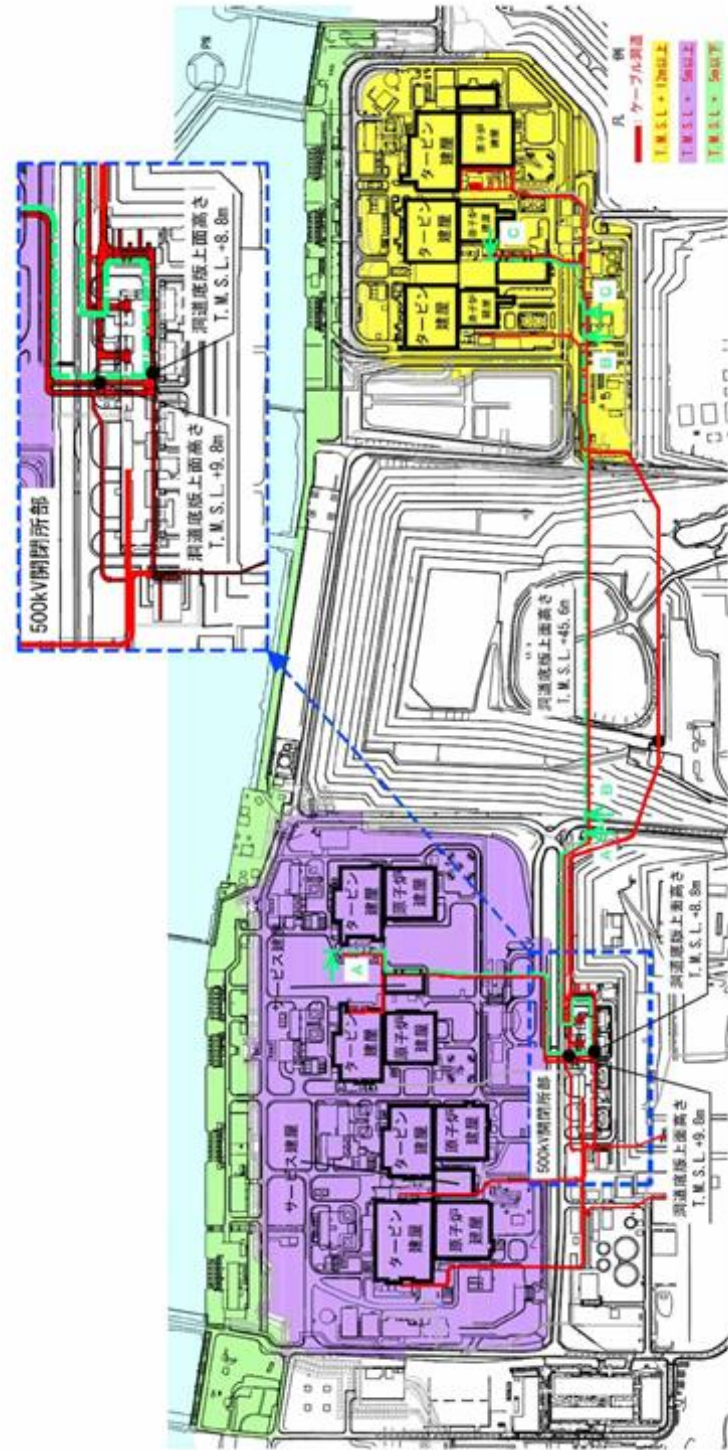 500kV開閉所部
洞道底版上面高さ
T.M.S.L.+9.8m
洞道底版上面高さ
T.M.S.L.+8.8m
PN
サービス建屋
サービス建屋
タービン
建屋
原子炉
建屋
タービン
建屋
原子炉
建屋
タービン
建屋
原子炉
建屋
タービン
建屋
原子炉
建屋
A
500kV開閉所部
洞道底版上面高さ
T.M.S.L.+9.8m
洞道底版上面高さ
T.M.S.L.+8.8m
A
B
洞道底版上面高さ
T.M.S.L.+45.6m
タービン
建屋
原子炉
建屋
タービン
建屋
原子炉
建屋
タービン
建屋
原子炉
建屋
C
B
C
凡 例
:ケーブル洞道
T.M.S.L.+ 12m以上
T.M.S.L.+ 5m以上
T.M.S.L.+ 5m以下